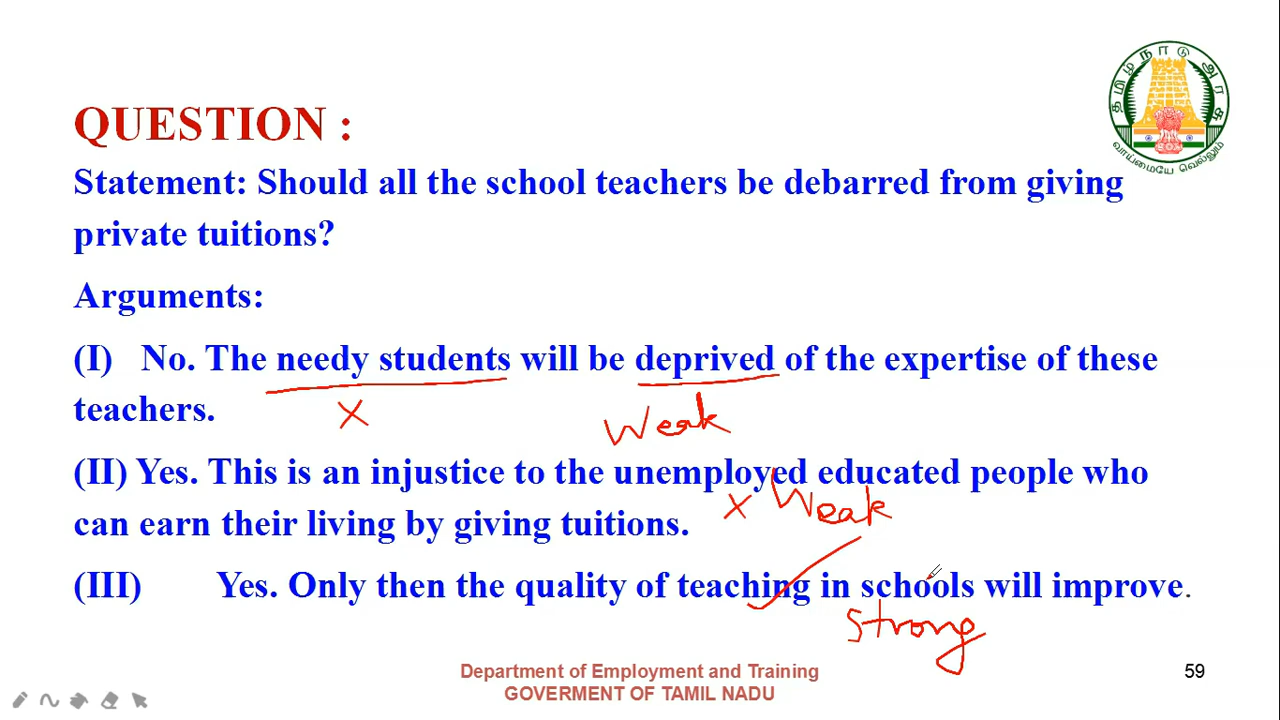 தமிழ்நாடு அரசு
வாய்மையே வெல்லும்
QUESTION :
Statement: Should all the school teachers be debarred from giving
private tuitions?
Arguments:
(I) No. The needy students will be deprived of the expertise of these
teachers.
x Weak
(II) Yes. This is an injustice to the unemployed educated people who
can earn their living by giving tuitions.
x Weak
(III) Yes. Only then the quality of teaching in schools will improve.
Strong
Department of Employment and Training
GOVERMENT OF TAMIL NADU
59